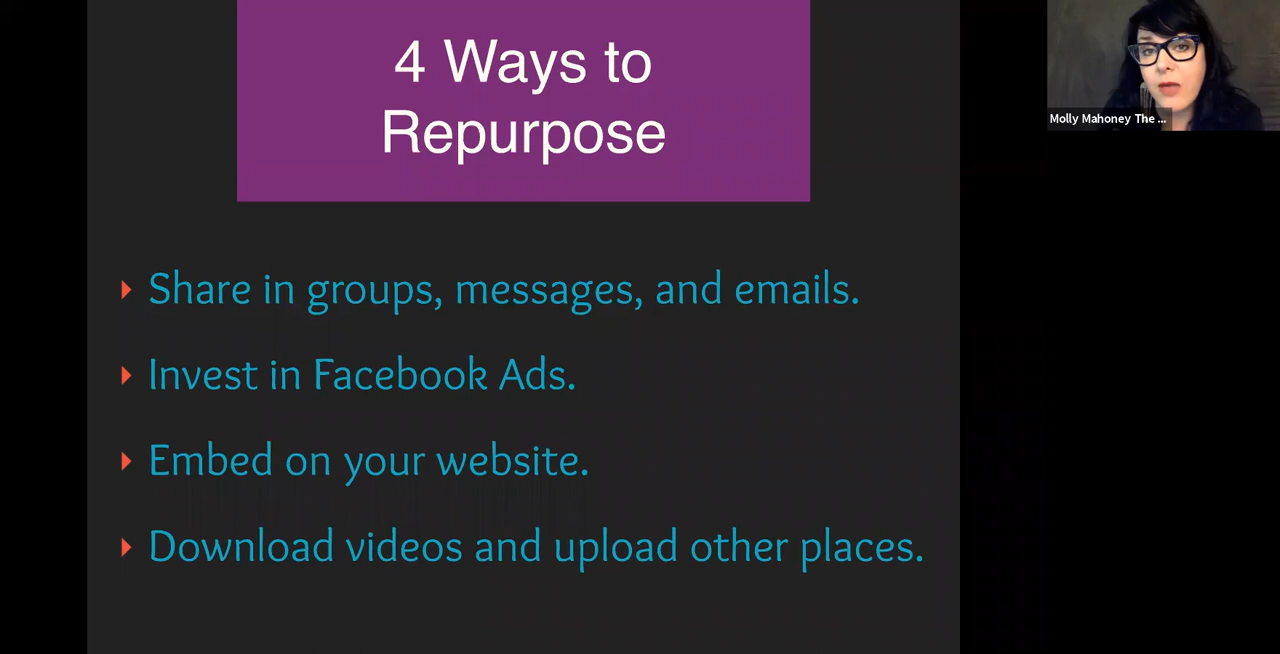 4 Ways to
Repurpose
Share in groups, messages, and emails.
Invest in Facebook Ads.
Embed on your website.
Download videos and upload other places.
Molly Mahoney The ...